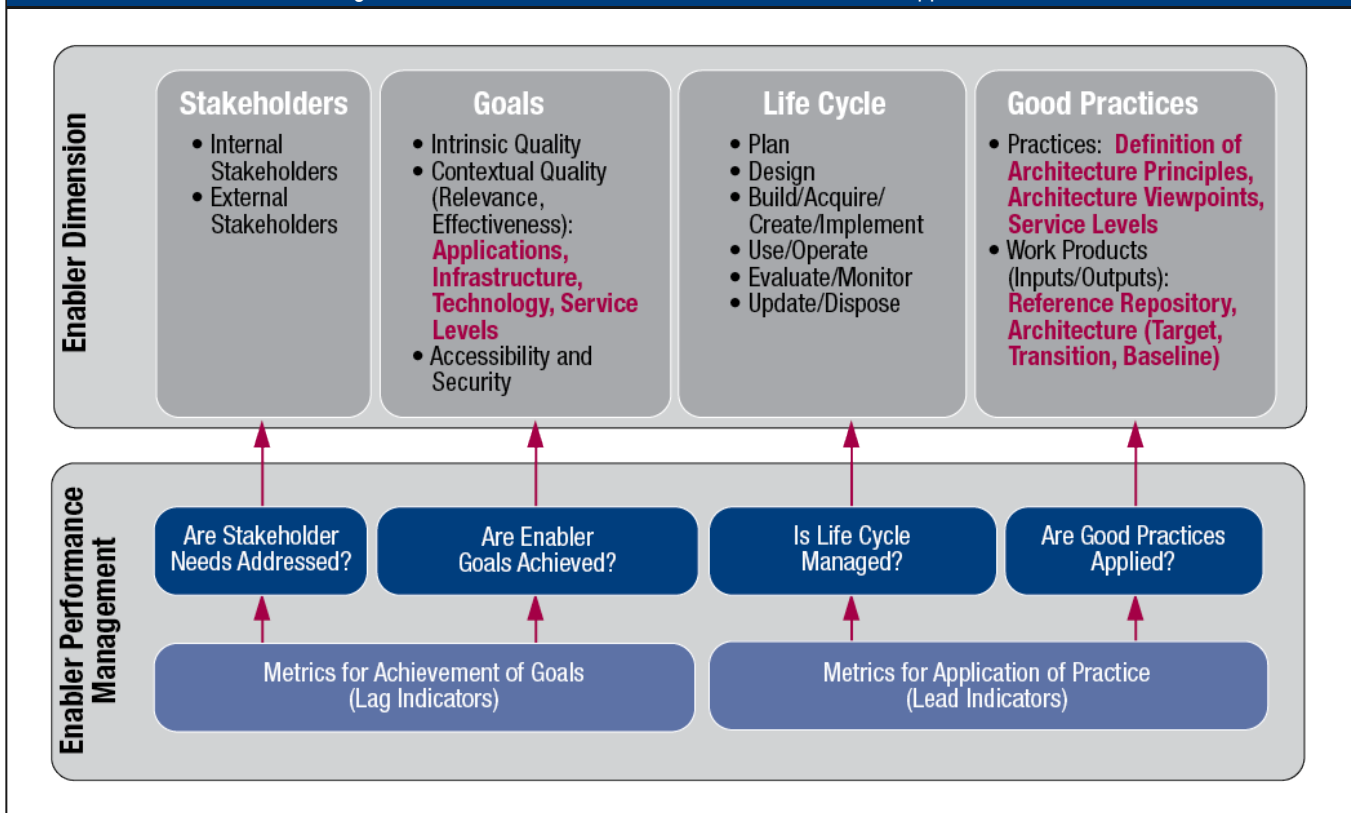 Enabler Dimension
Stakeholders
• Internal
Stakeholders
• External
Stakeholders
Goals
• Intrinsic Quality
• Contextual Quality
(Relevance,
Effectiveness):
Applications,
Infrastructure,
Technology, Service
Levels
• Accessibility and
Security
Life Cycle
• Plan
• Design
• Build/Acquire/
Create/Implement
• Use/Operate
• Evaluate/Monitor
• Update/Dispose
Good Practices
• Practices: Definition of
Architecture Principles,
Architecture Viewpoints,
Service Levels
• Work Products
(Inputs/Outputs):
Reference Repository,
Architecture (Target,
Transition, Baseline)
Enabler Performance
Management
Are Stakeholder
Needs Addressed?
Are Enabler
Goals Achieved?
Is Life Cycle
Managed?
Are Good Practices
Applied?
Metrics for Achievement of Goals
(Lag Indicators)
Metrics for Application of Practice
(Lead Indicators)